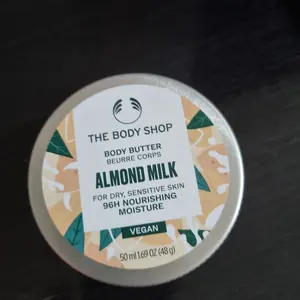 THE BODY SHOP
BODY BUTTER
BEURRE CORPS
ALMOND MILK
FOR DRY, SENSITIVE SKIN
96H NOURISHING
MOISTURE
VEGAN
50 ml 1.69 OZ (48 g)